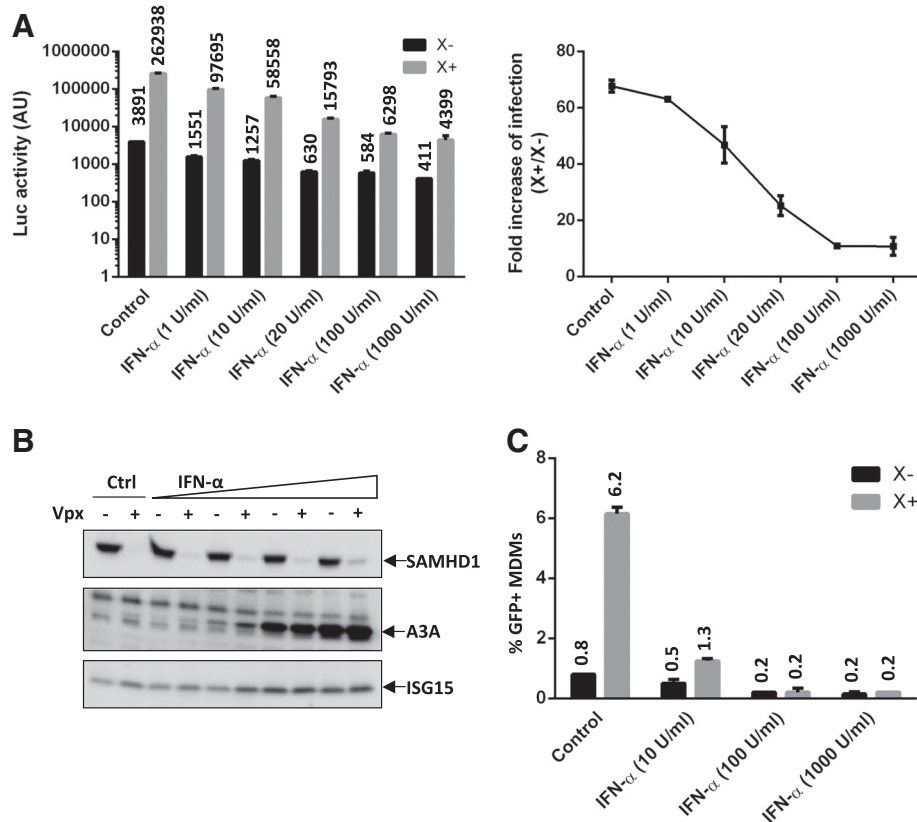 A
Luc activity (AU)
1000000
100000
10000
1000
100
10
1
3891
262938
1551
97695
1257
58558
630
15793
584
6298
411
4399
X-
X+
Control
IFN-α (1 U/ml)
IFN-α (10 U/ml)
IFN-α (20 U/ml)
IFN-α (100 U/ml)
IFN-α (1000 U/ml)
Fold increase of infection
(X+/X-)
80
60
40
20
0
Control
IFN-α (1 U/ml)
IFN-α (10 U/ml)
IFN-α (20 U/ml)
IFN-α (100 U/ml)
IFN-α (1000 U/ml)
B
Ctrl IFN-α
Vpx - + - + - + - + - +
SAMHD1
A3A
ISG15
C
% GFP+ MDMs
8
6
4
2
0
0.8
6.2
0.5
1.3
0.2
0.2
0.2
0.2
X-
X+
Control
IFN-α (10 U/ml)
IFN-α (100 U/ml)
IFN-α (1000 U/ml)